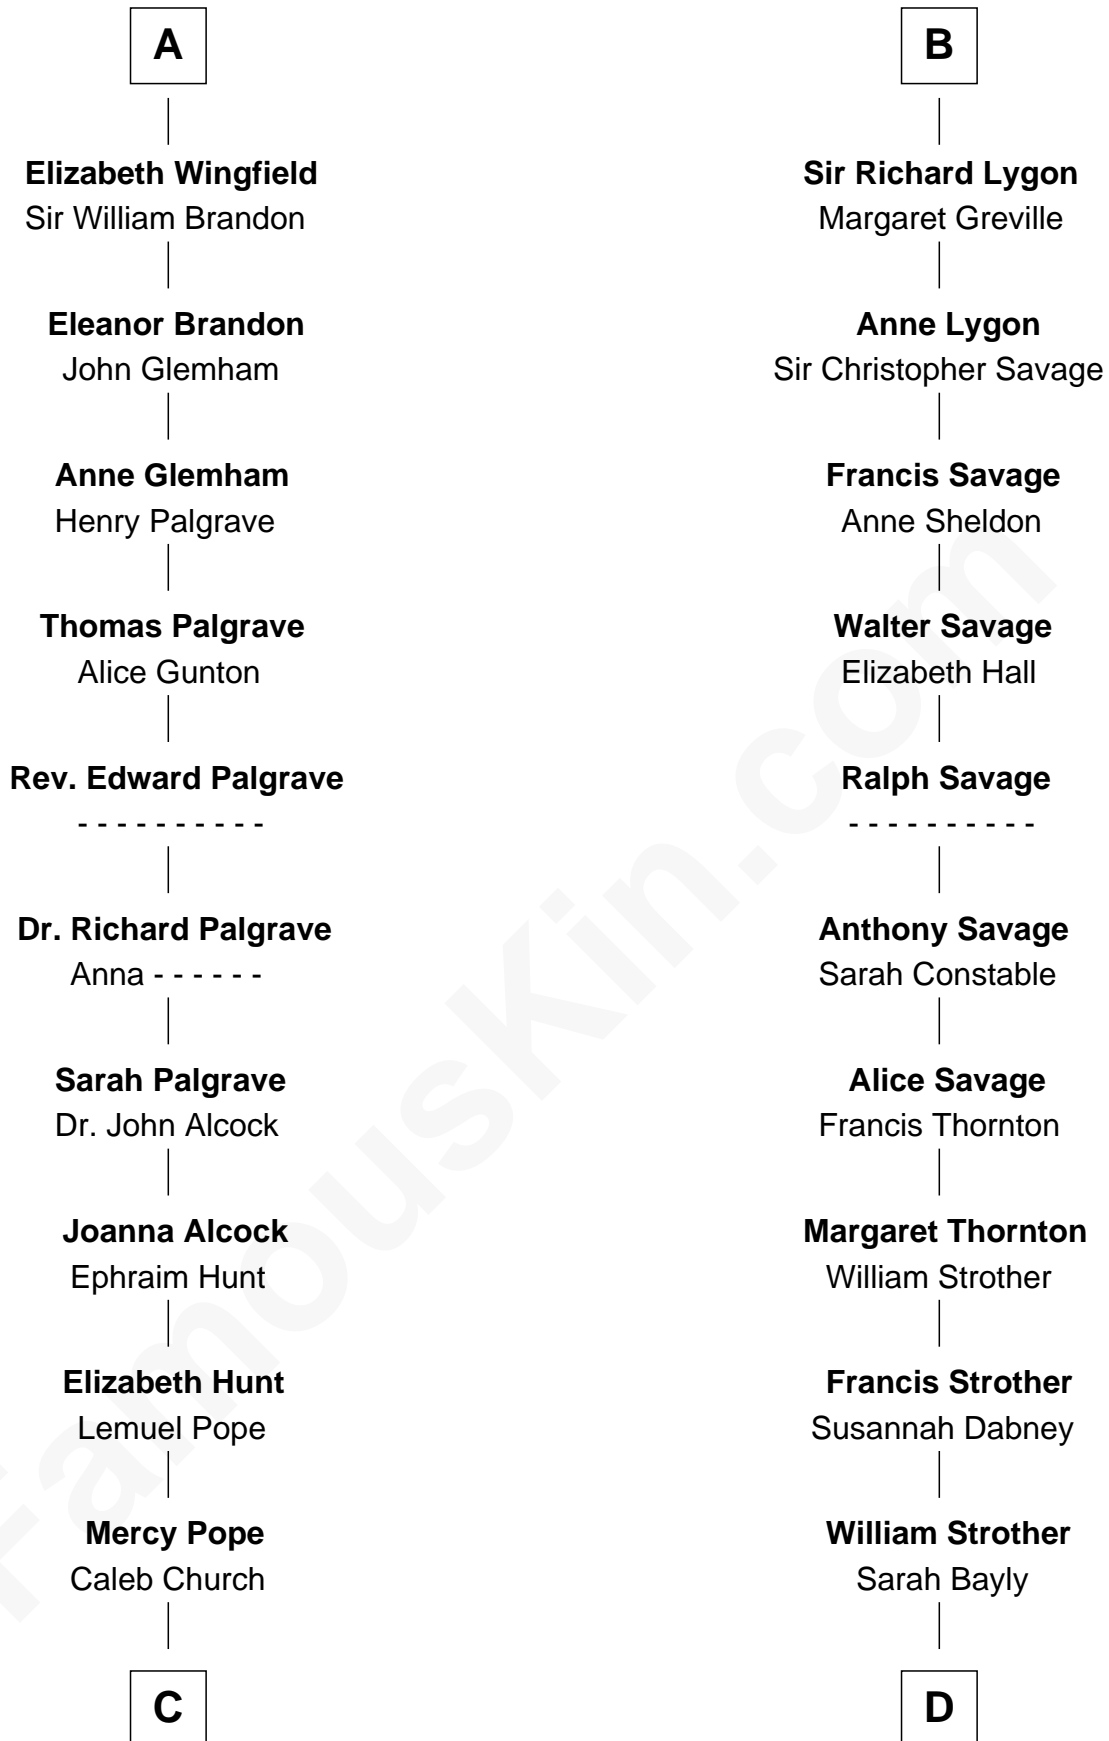 A
Elizabeth Wingfield
Sir William Brandon
Eleanor Brandon
John Glemham
Anne Glemham
Henry Palgrave
Thomas Palgrave
Alice Gunton
Rev. Edward Palgrave
- - - - - - - - - -
Dr. Richard Palgrave
Anna - - - - - -
Sarah Palgrave
Dr. John Alcock
Joanna Alcock
Ephraim Hunt
Elizabeth Hunt
Lemuel Pope
Mercy Pope
Caleb Church
C
B
Sir Richard Lygon
Margaret Greville
Anne Lygon
Sir Christopher Savage
Francis Savage
Anne Sheldon
Walter Savage
Elizabeth Hall
Ralph Savage
- - - - - - - - - -
Anthony Savage
Sarah Constable
Alice Savage
Francis Thornton
Margaret Thornton
William Strother
Francis Strother
Susannah Dabney
William Strother
Sarah Bayly
D
FamousKin.com